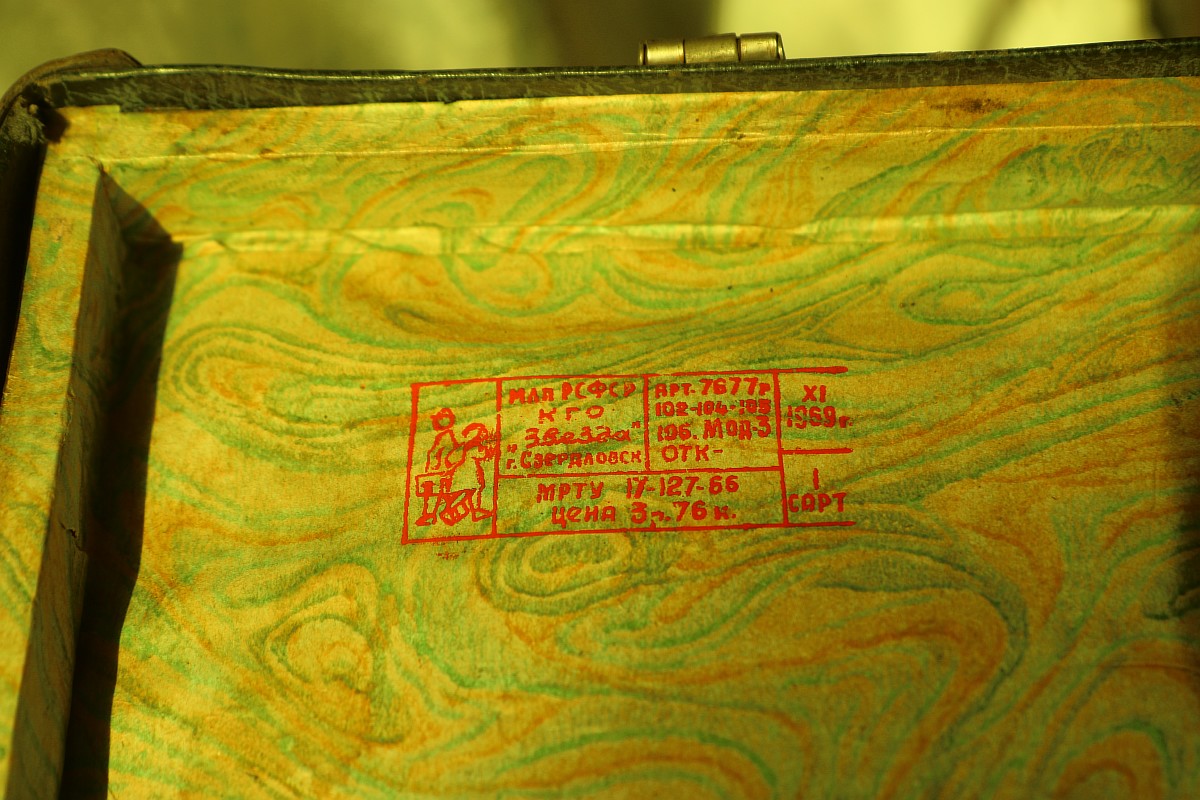 МЛП РСФСР
КГО
„Звезда"
г. Свердловск
АРТ. 7677р
102-104-105
106. Мод-3
ОТК-
XI
1969 г.
МРТУ 17-127-66
ЦЕНА 3 р. 76 к.
1
СОРТ